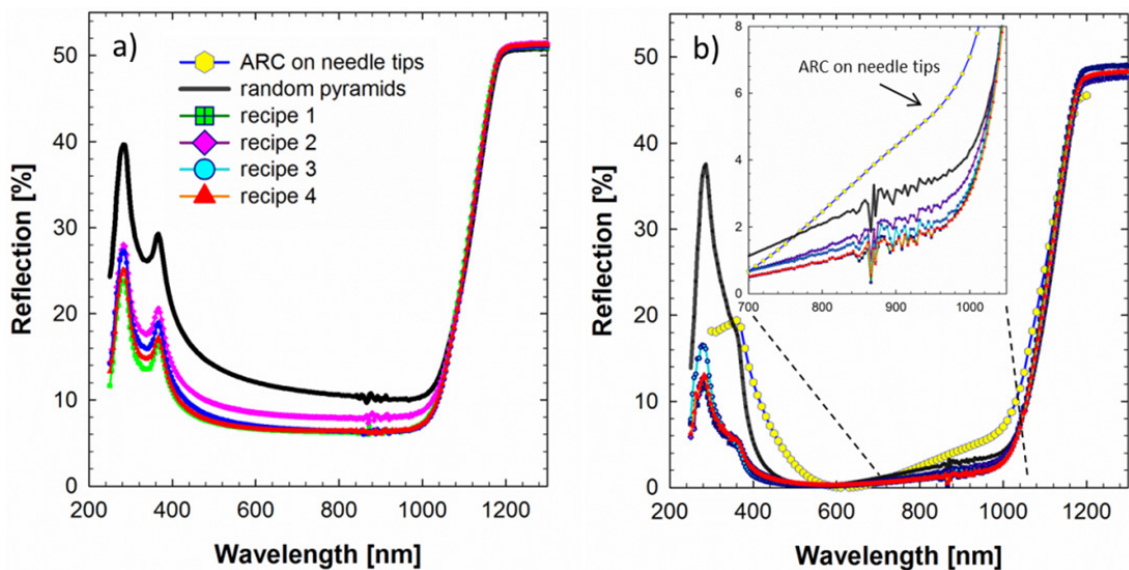 a)
ARC on needle tips
random pyramids
recipe 1
recipe 2
recipe 3
recipe 4
Reflection [%]
50
40
30
20
10
0
200 400 600 800 1000 1200
Wavelength [nm]
b)
ARC on needle tips
8
6
4
2
0
700 800 900 1000
Reflection [%]
50
40
30
20
10
0
200 400 600 800 1000 1200
Wavelength [nm]